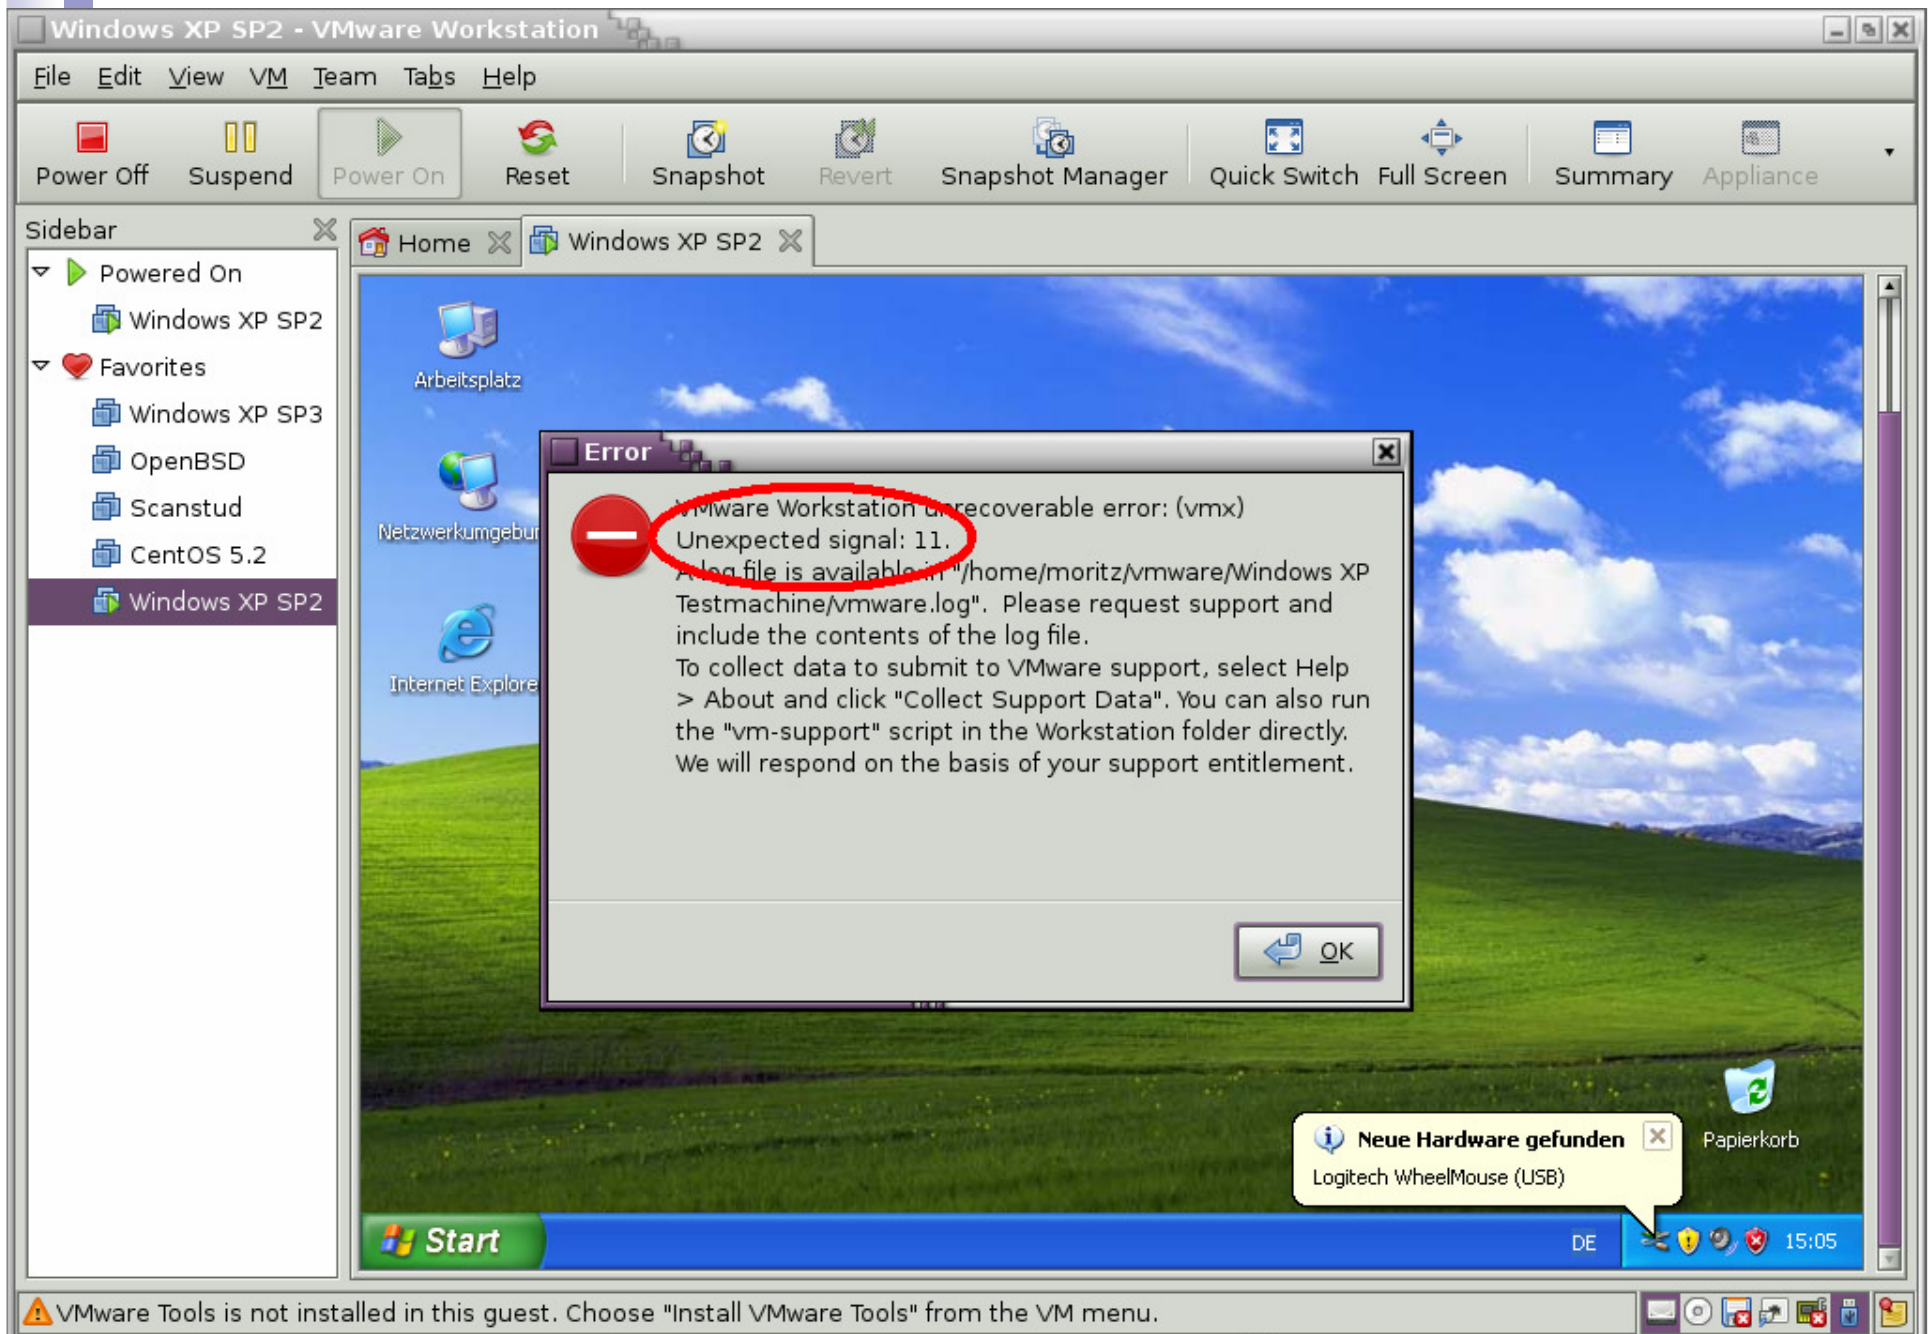 Windows XP SP2 - VMware Workstation
File Edit View VM Team Tabs Help
Power Off Suspend Power On Reset Snapshot Revert Snapshot Manager Quick Switch Full Screen Summary Appliance
Sidebar
Powered On
Windows XP SP2
Favorites
Windows XP SP3
OpenBSD
Scanstud
CentOS 5.2
Windows XP SP2
Home Windows XP SP2
Arbeitsplatz
Netzwerkumgebur
Internet Explore
Error
VMware Workstation unrecoverable error: (vmx)
Unexpected signal: 11.
A log file is available in "/home/moritz/vmware/Windows XP
Testmachine/vmware.log". Please request support and
include the contents of the log file.
To collect data to submit to VMware support, select Help
> About and click "Collect Support Data". You can also run
the "vm-support" script in the Workstation folder directly.
We will respond on the basis of your support entitlement.
OK
Papierkorb
Neue Hardware gefunden
Logitech WheelMouse (USB)
Start
DE 15:05
VMware Tools is not installed in this guest. Choose "Install VMware Tools" from the VM menu.